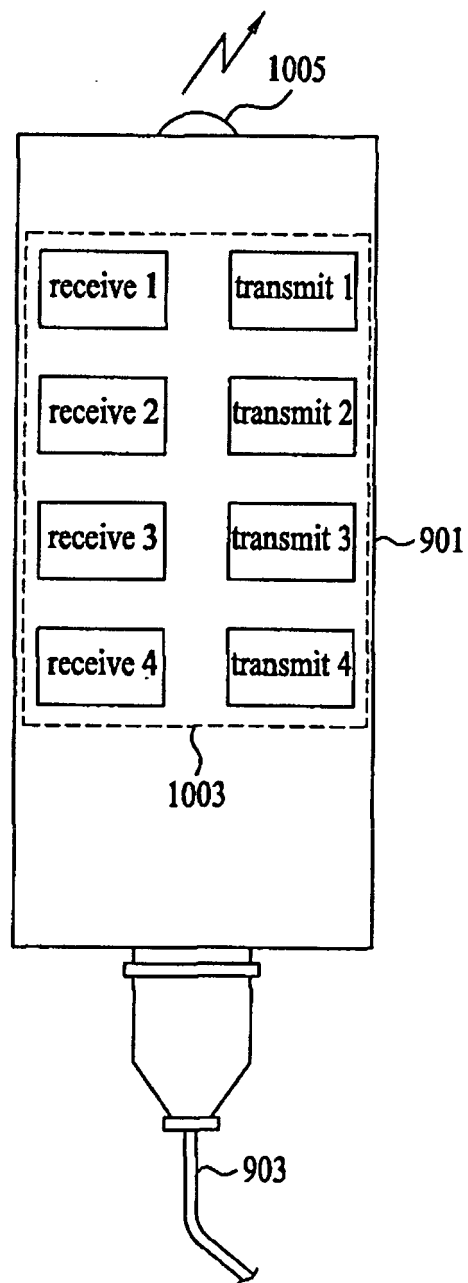 1005
receive 1 transmit 1
receive 2 transmit 2
receive 3 transmit 3
901
receive 4 transmit 4
1003
903